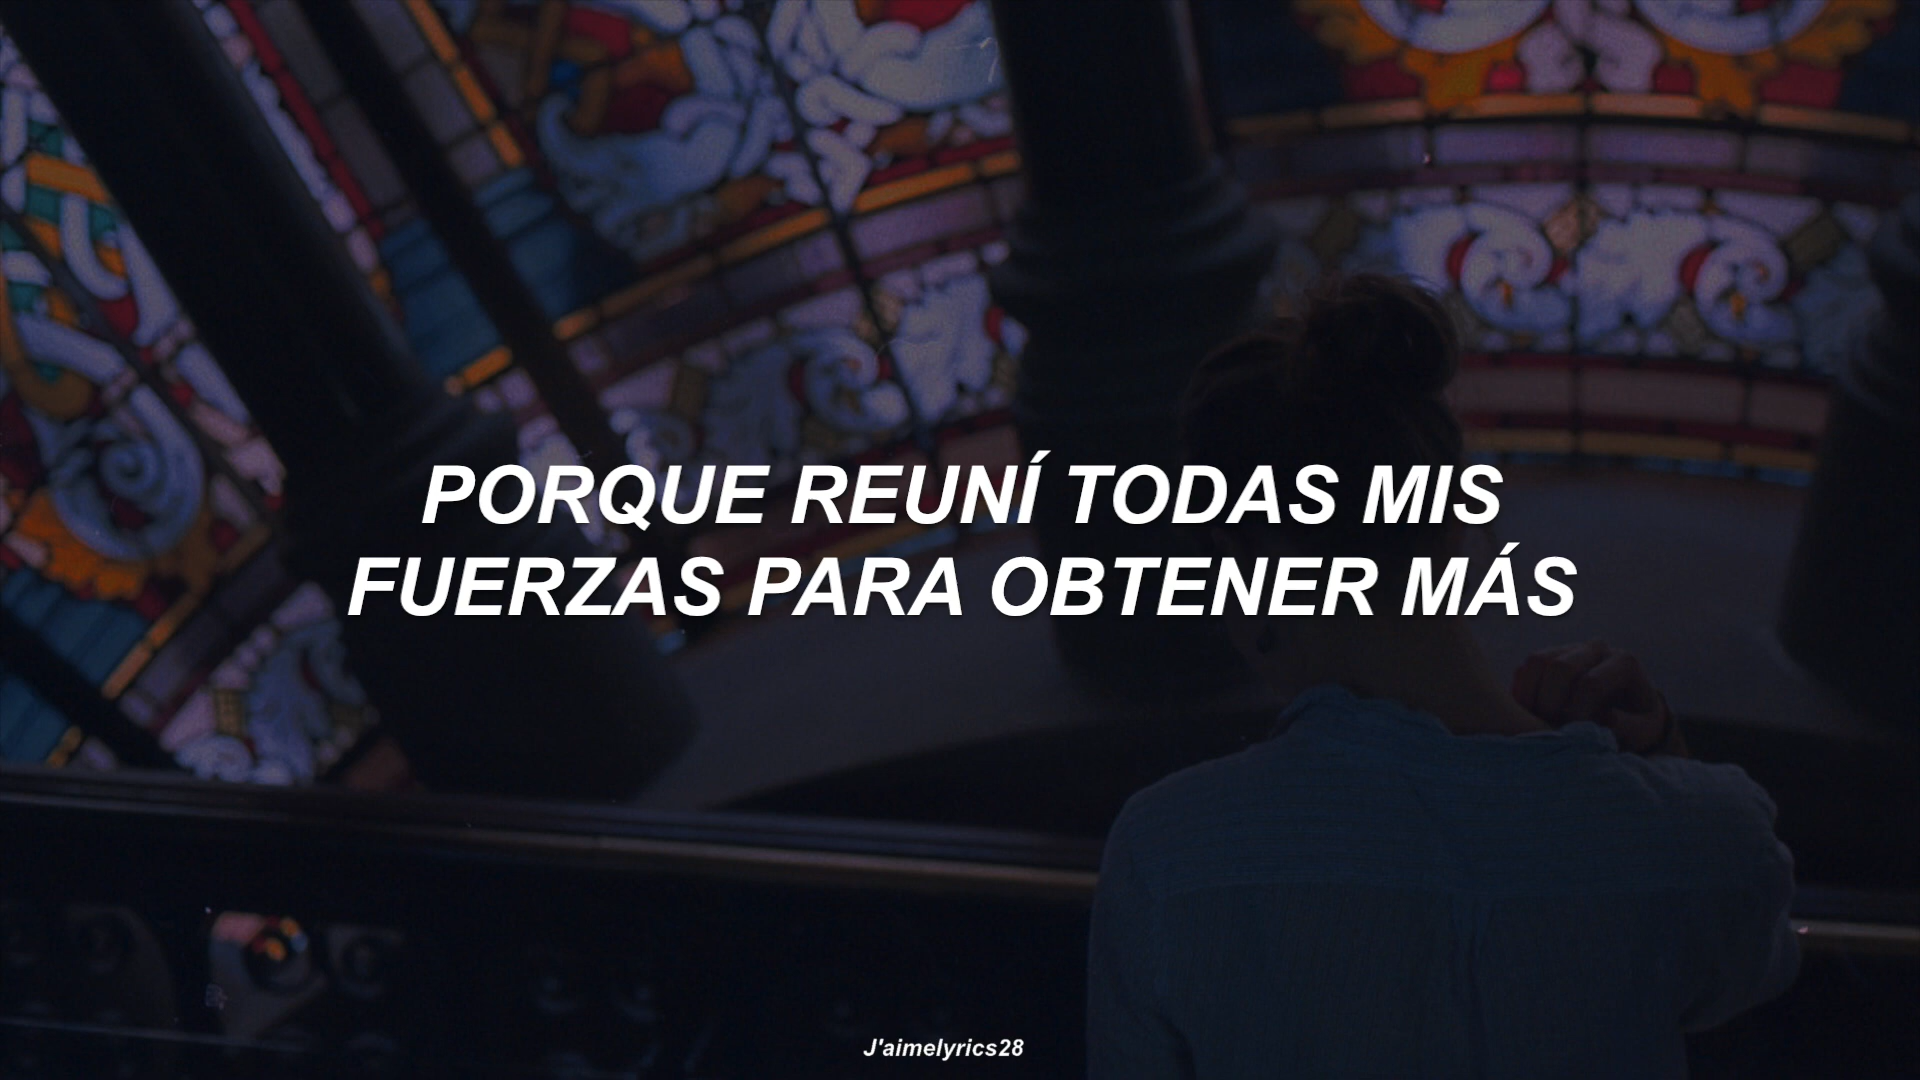 PORQUE REUNÍ TODAS MIS
FUERZAS PARA OBTENER MÁS
J'aimelyrics28